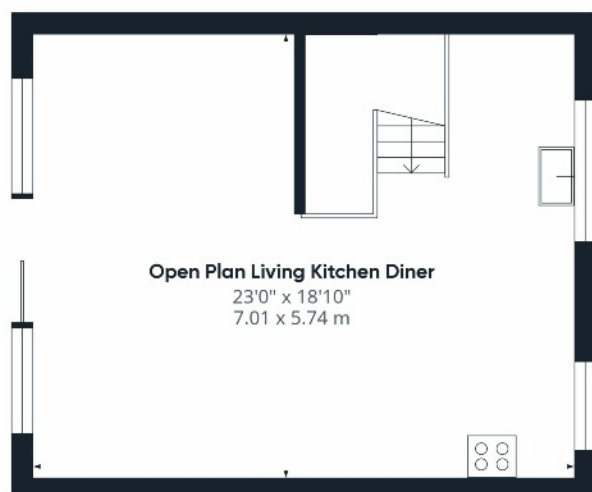 Open Plan Living Kitchen Diner
23'0" x 18'10"
7.01 x 5.74 m